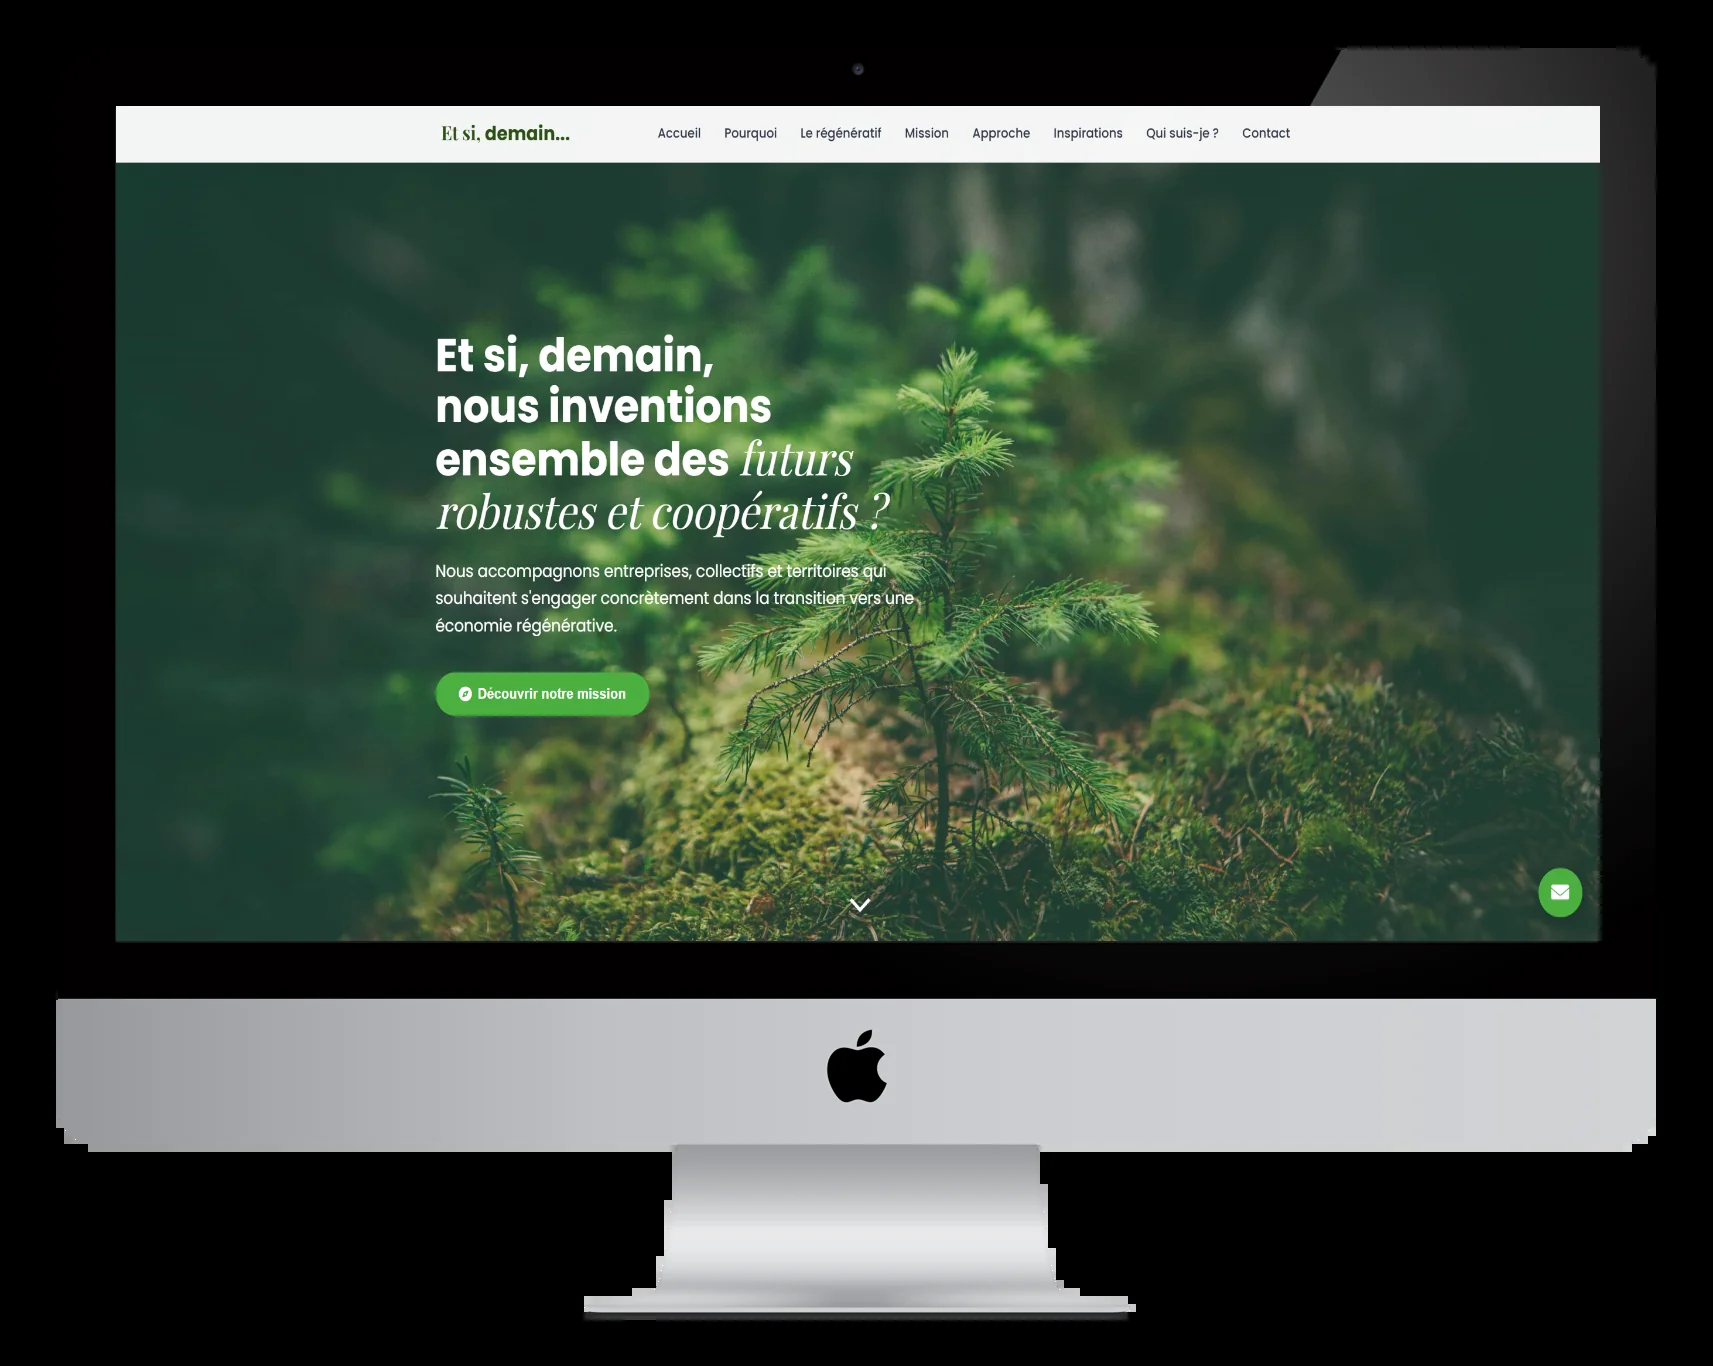 Et si, demain...
Accueil Pourquoi Le régénératif Mission Approche Inspirations Qui suis-je ? Contact
Et si, demain,
nous inventions
ensemble des futurs
robustes et coopératifs ?
Nous accompagnons entreprises, collectifs et territoires qui
souhaitent s'engager concrètement dans la transition vers une
économie régénérative.
Découvrir notre mission